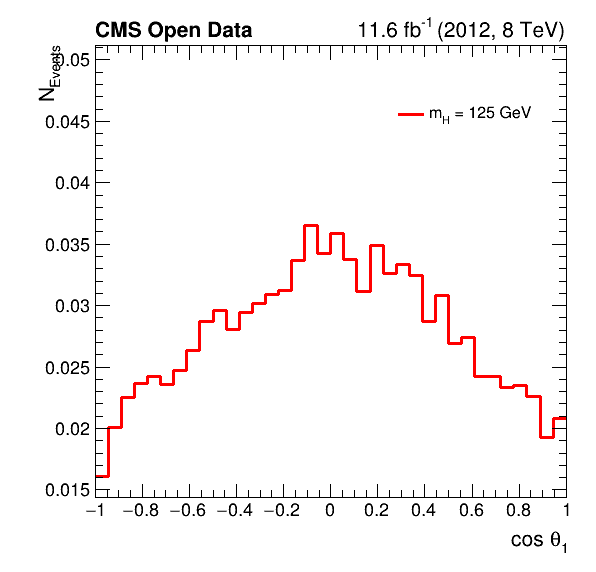 CMS Open Data 11.6 fb⁻¹ (2012, 8 TeV)
N_Events
0.05
m_H = 125 GeV
0.045
0.04
0.035
0.03
0.025
0.02
0.015
−1 −0.8 −0.6 −0.4 −0.2 0 0.2 0.4 0.6 0.8 1
cos θ₁